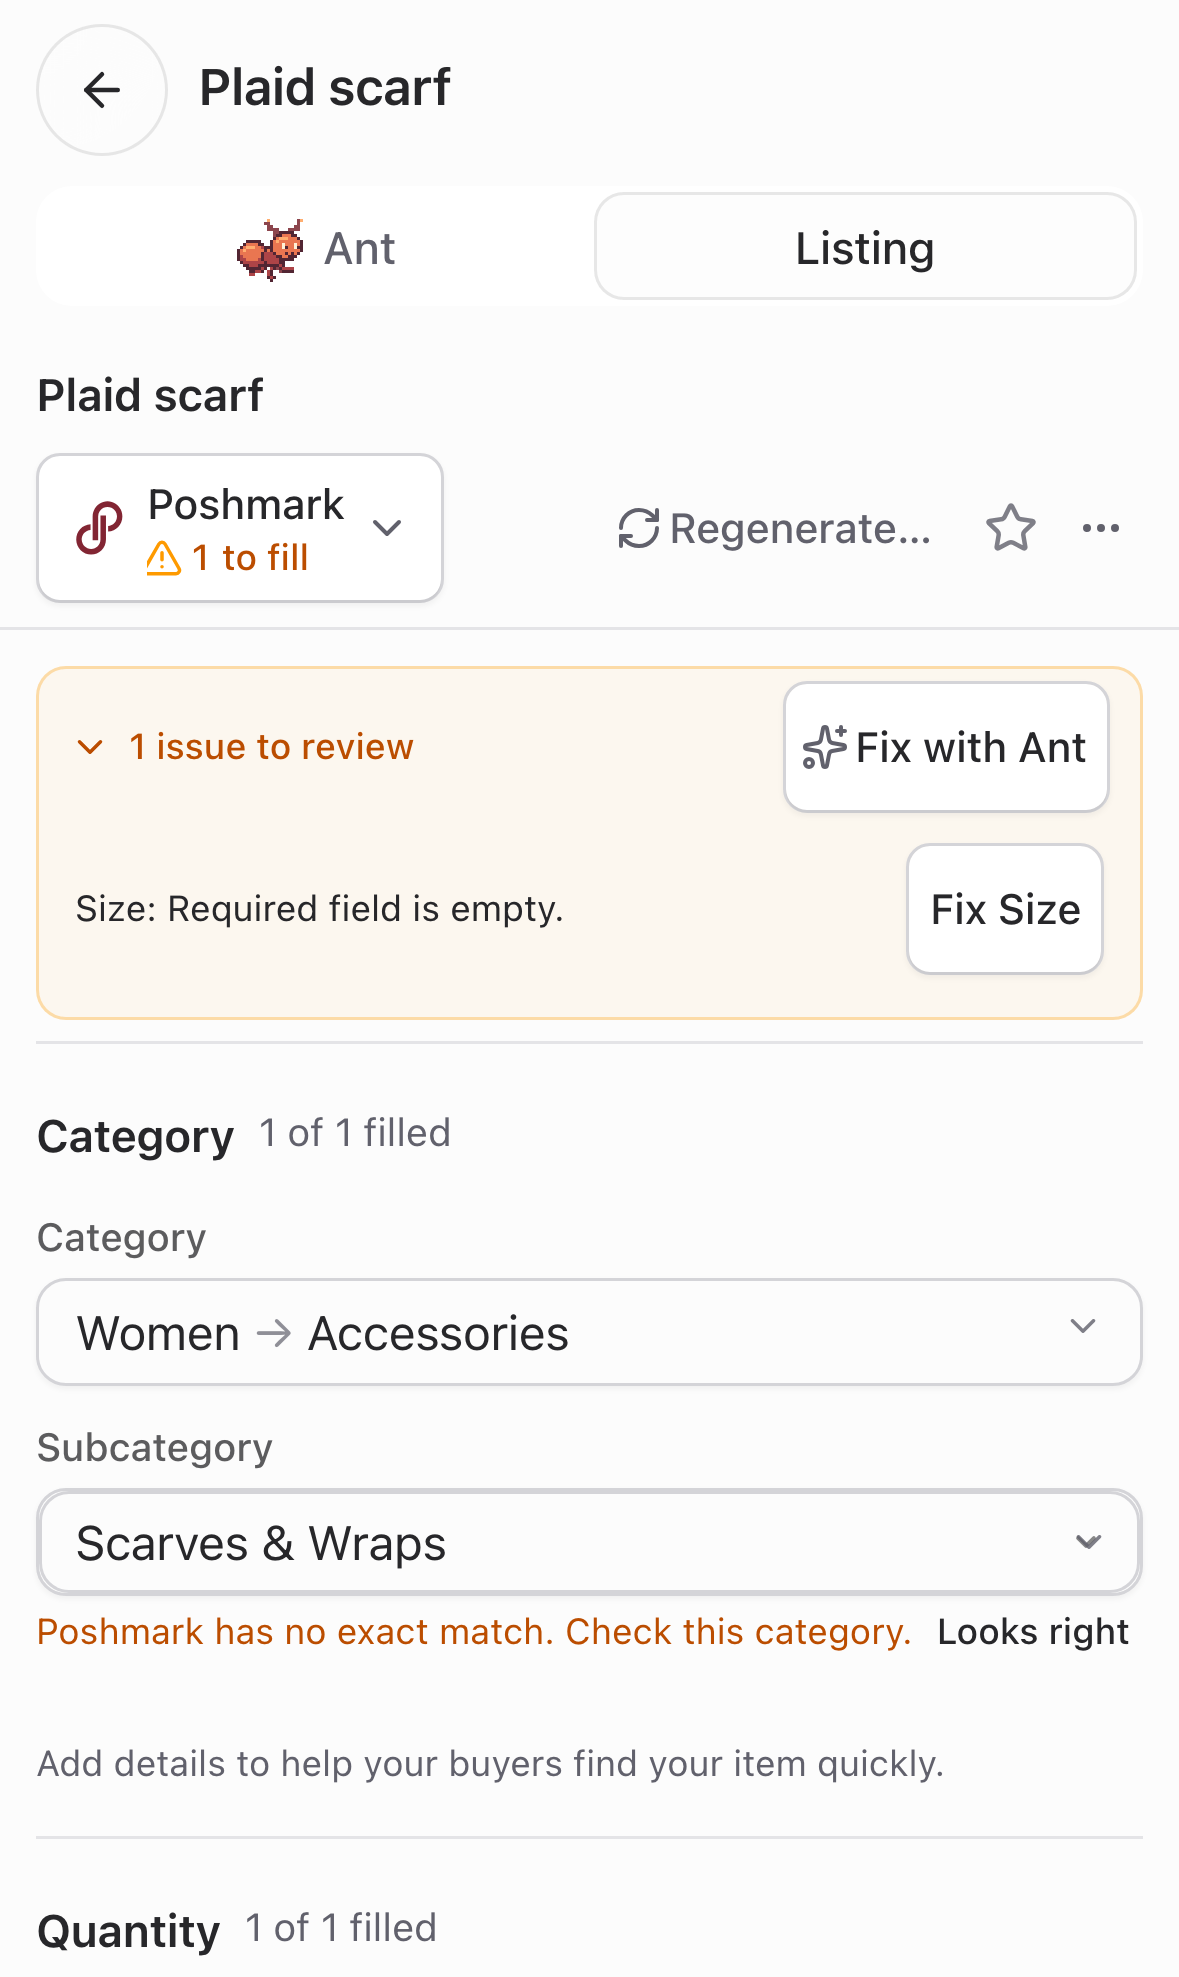 Plaid scarf
Ant
Listing
Plaid scarf
Poshmark
1 to fill
Regenerate...
1 issue to review
Fix with Ant
Size: Required field is empty.
Fix Size
Category 1 of 1 filled
Category
Women → Accessories
Subcategory
Scarves & Wraps
Poshmark has no exact match. Check this category. Looks right
Add details to help your buyers find your item quickly.
Quantity 1 of 1 filled